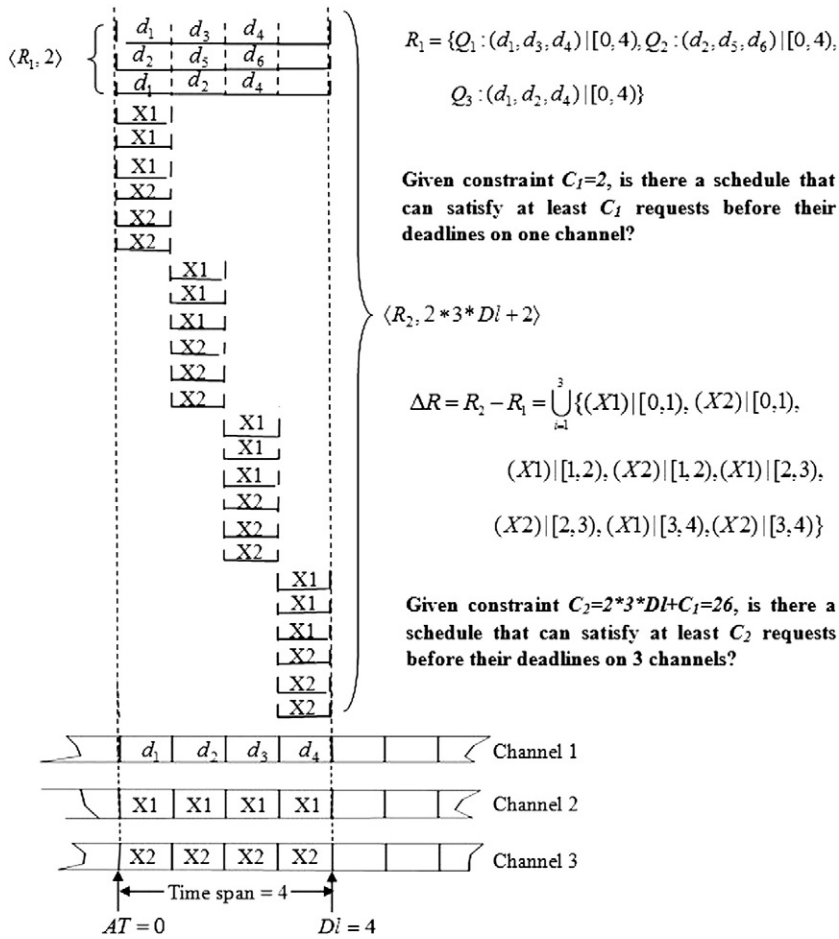 d₁ d₃ d₄
⟨R₁, 2⟩
d₂ d₅ d₆
d₁ d₂ d₄
X1
X1
X1
X2
X2
X2
X1
X1
X1
X2
X2
X2
X1
X1
X1
X2
X2
X2
X1
X1
X1
X2
X2
X2
R₁ = {Q₁ : (d₁, d₃, d₄) | [0, 4), Q₂ : (d₂, d₅, d₆) | [0, 4),
Q₃ : (d₁, d₂, d₄) | [0, 4)}
Given constraint C₁=2, is there a schedule that
can satisfy at least C₁ requests before their
deadlines on one channel?
⟨R₂, 2 * 3 * Dl + 2⟩
ΔR = R₂ − R₁ = ⋃³ᵢ₌₁ {(X1) | [0,1), (X2) | [0,1),
(X1) | [1,2), (X2) | [1,2), (X1) | [2,3),
(X2) | [2,3), (X1) | [3,4), (X2) | [3,4)}
Given constraint C₂=2*3*Dl+C₁=26, is there a
schedule that can satisfy at least C₂ requests
before their deadlines on 3 channels?
d₁ d₂ d₃ d₄ Channel 1
X1 X1 X1 X1 Channel 2
X2 X2 X2 X2 Channel 3
Time span = 4
AT = 0 Dl = 4